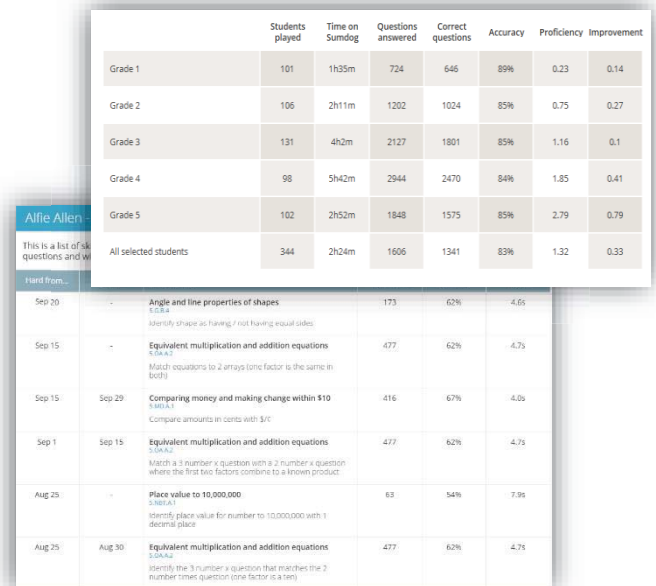 Students played Time on Sumdog Questions answered Correct questions Accuracy Proficiency Improvement
Grade 1 101 1h35m 724 646 89% 0.23 0.14
Grade 2 106 2h11m 1202 1024 85% 0.75 0.27
Grade 3 131 4h2m 2127 1801 85% 1.16 0.1
Grade 4 98 5h42m 2944 2470 84% 1.85 0.41
Grade 5 102 2h52m 1848 1575 85% 2.79 0.79
All selected students 344 2h24m 1606 1341 83% 1.32 0.33
Alfie Allen -
This is a list of sk
questions and wi
Hard from...
Sep 20 - Angle and line properties of shapes 173 62% 4.6s
5.G.B.4
Identify shape as having / not having equal sides
Sep 15 - Equivalent multiplication and addition equations 477 62% 4.7s
5.OA.A.2
Match equations to 2 arrays (one factor is the same in
both)
Sep 15 Sep 29 Comparing money and making change within $10 416 67% 4.0s
5.MD.A.1
Compare amounts in cents with $/¢
Sep 1 Sep 15 Equivalent multiplication and addition equations 477 62% 4.7s
5.OA.A.2
Match a 3 number x question with a 2 number x question
where the first two factors combine to a known product
Aug 25 - Place value to 10,000,000 63 54% 7.9s
5.NBT.A.1
Identify place value for number to 10,000,000 with 1
decimal place
Aug 25 Aug 30 Equivalent multiplication and addition equations 477 62% 4.7s
5.OA.A.2
Identify the 3 number x question that matches the 2
number times question (one factor is a ten)